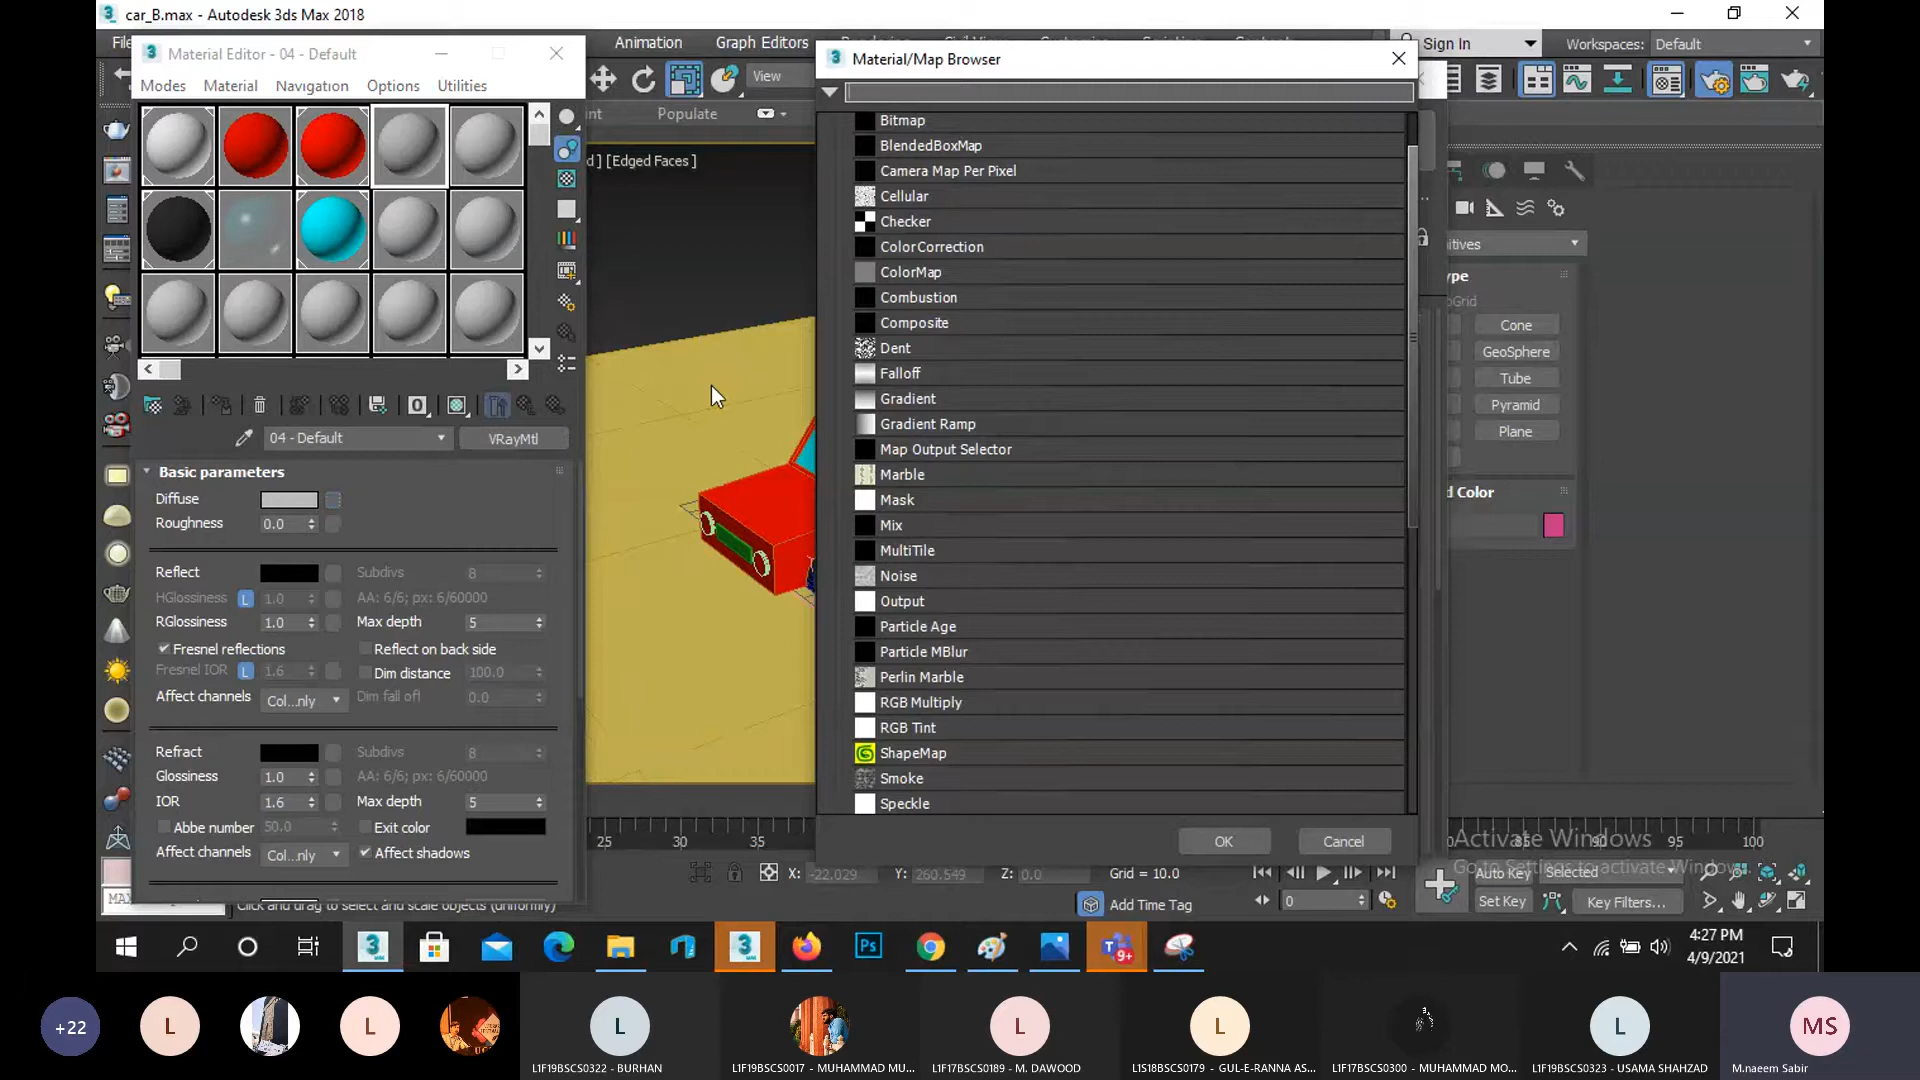 car_B.max - Autodesk 3ds Max 2018
File
Animation
Graph Editors
Sign In
Workspaces: Default
Material Editor - 04 - Default
Modes
Material
Navigation
Options
Utilities
Material/Map Browser
View
Populate
[Edged Faces ]
Bitmap
BlendedBoxMap
Camera Map Per Pixel
Cellular
Checker
Color Correction
ColorMap
Combustion
Composite
Dent
Falloff
Gradient
Gradient Ramp
Map Output Selector
Marble
Mask
Mix
MultiTile
Noise
Output
Particle Age
Particle MBlur
Perlin Marble
RGB Multiply
RGB Tint
ShapeMap
Smoke
Speckle
OK
Cancel
04 - Default
VRayMtl
Basic parameters
Diffuse
Roughness 0.0
Reflect
Subdivs 8
HGlossiness L 1.0
AA: 6/6; px: 6/60000
RGlossiness 1.0
Max depth 5
Fresnel reflections
Reflect on back side
Fresnel IOR L 1.6
Dim distance 100.0
Affect channels Col...nly
Dim fall off 0.0
Refract
Subdivs 8
Glossiness 1.0
AA: 6/6; px: 6/60000
IOR 1.6
Max depth 5
Abbe number 50.0
Exit color
Affect channels Col...nly
Affect shadows
Cone
GeoSphere
Tube
Pyramid
Plane
25
30
35
85
90
95
100
Activate Windows
Go to Settings to activate Windows.
X: -22.029
Y: 260.549
Z: 0.0
Grid = 10.0
Add Time Tag
0
Auto Key
Selected
Set Key
Key Filters...
Click and drag to select and scale objects (uniformly)
4:27 PM
4/9/2021
Ps
9+
+22
L
L
L
L
L
L
MS
L1F19BSCS0322 - BURHAN
L1F19BSCS0017 - MUHAMMAD MU...
L1F17BSCS0189 - M. DAWOOD
L1S18BSCS0179 - GUL-E-RANNA AS...
L1F17BSCS0300 - MUHAMMAD MO...
L1F19BSCS0323 - USAMA SHAHZAD
M.naeem Sabir